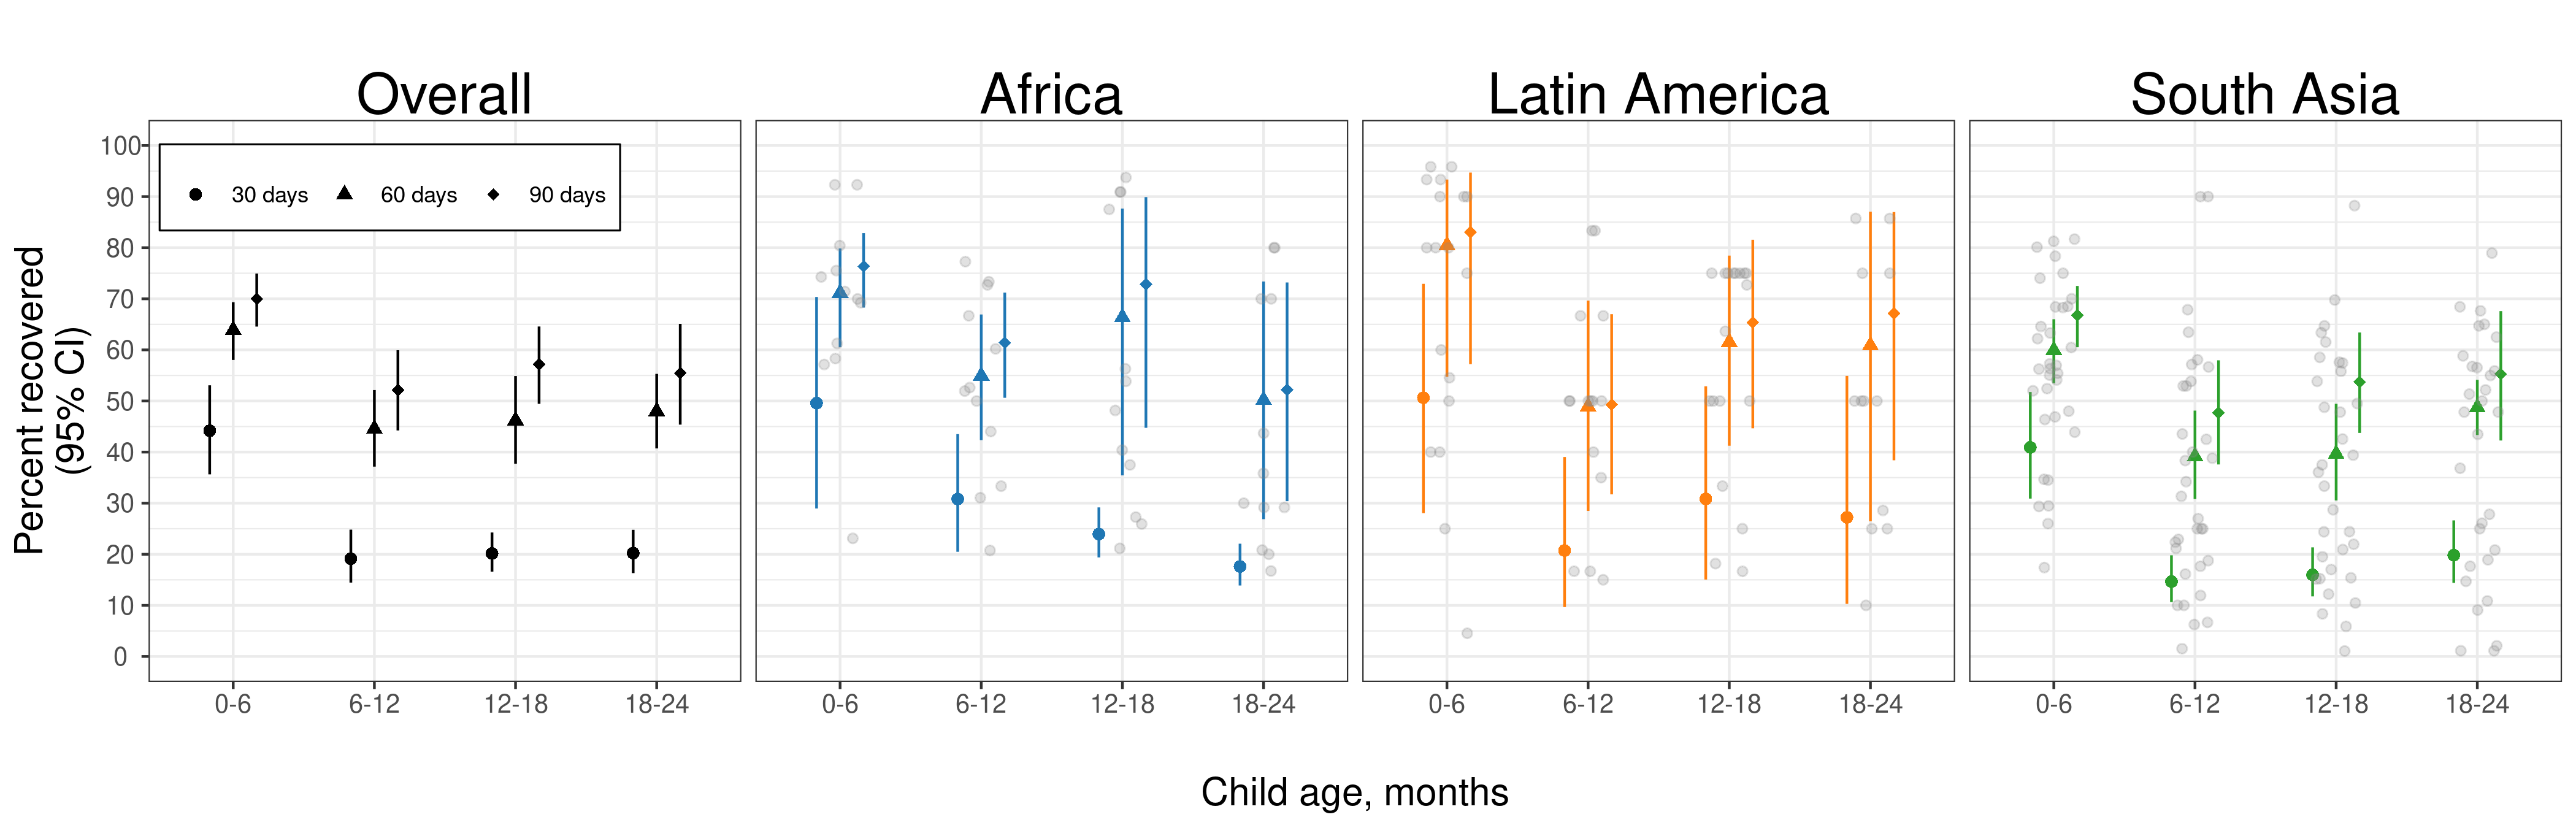 Overall
Africa
Latin America
South Asia
Percent recovered
(95% CI)
100
90
80
70
60
50
40
30
20
10
0
30 days
60 days
90 days
0-6
6-12
12-18
18-24
0-6
6-12
12-18
18-24
0-6
6-12
12-18
18-24
0-6
6-12
12-18
18-24
Child age, months